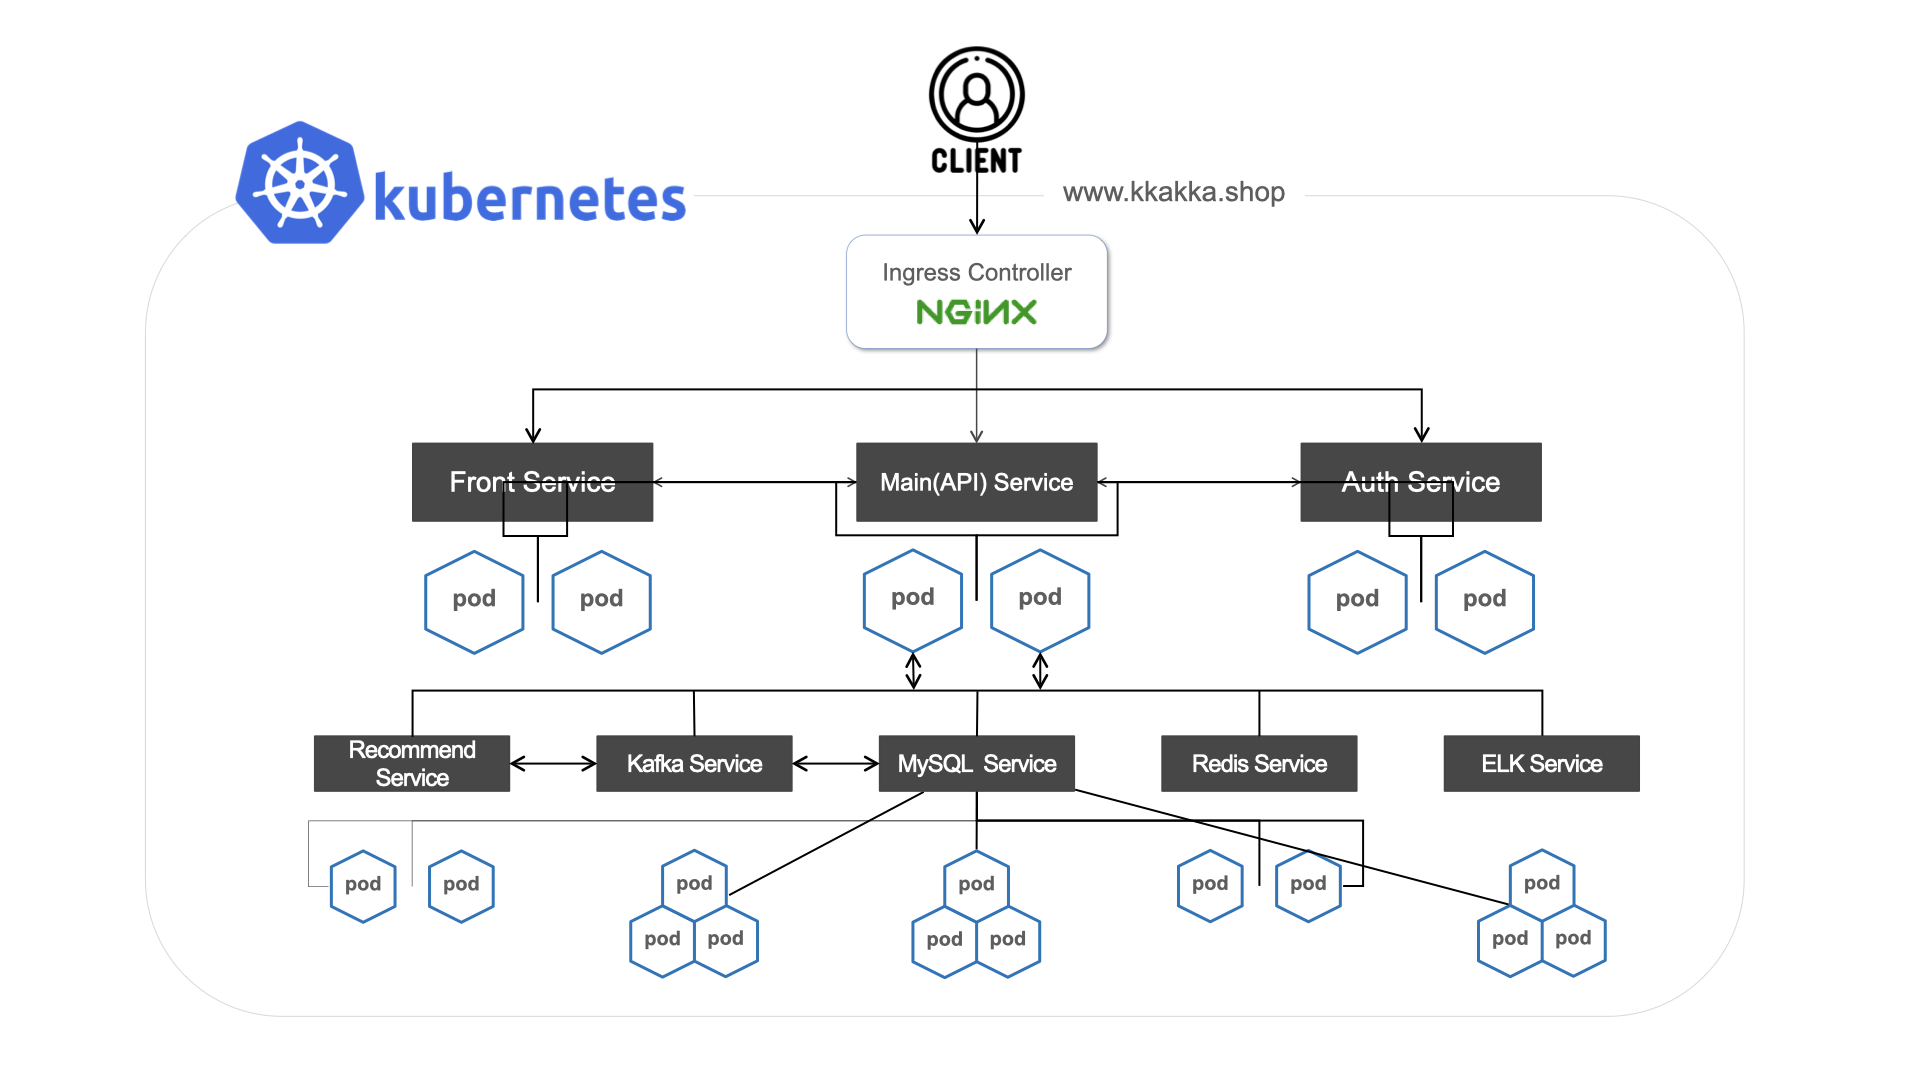 CLIENT
kubernetes
www.kkakka.shop
Ingress Controller
NGINX
Front Service
Main(API) Service
Auth Service
pod
pod
pod
pod
pod
pod
Recommend
Service
Kafka Service
MySQL Service
Redis Service
ELK Service
pod
pod
pod
pod
pod
pod
pod
pod
pod
pod
pod
pod
pod